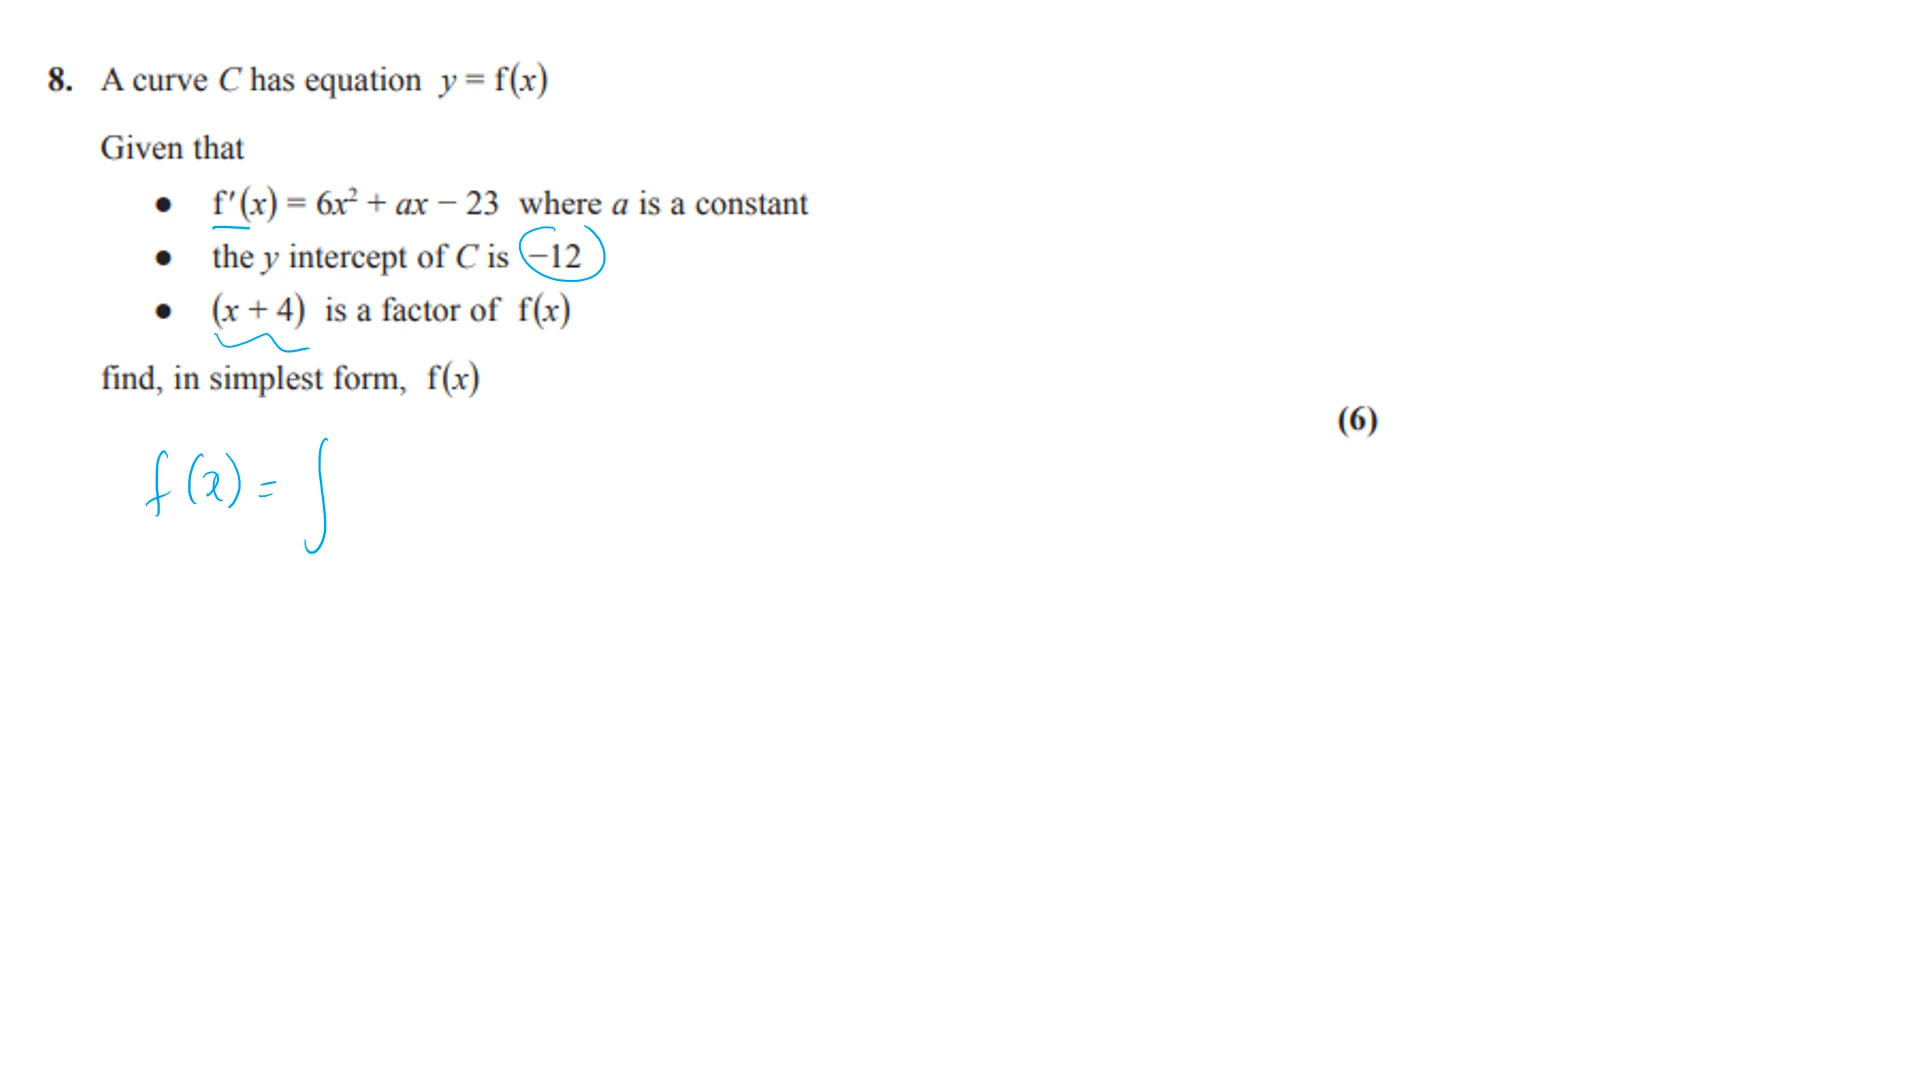 8. A curve C has equation y = f(x)
Given that
• f′(x) = 6x² + ax − 23 where a is a constant
• the y intercept of C is −12
• (x + 4) is a factor of f(x)
find, in simplest form, f(x)
(6)
f(x) = ∫